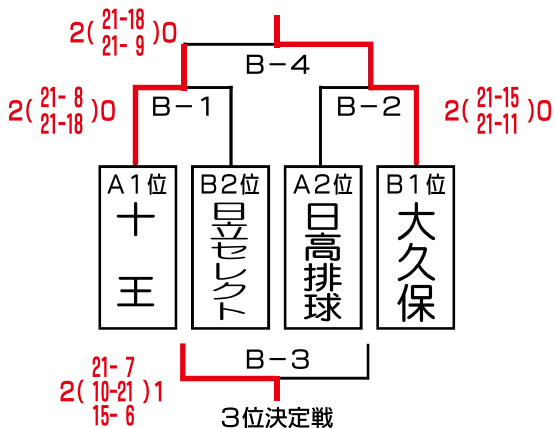 2( 21-18 21- 9 )0
B-4
2( 21- 8 21-18 )0
B-1
B-2
2( 21-15 21-11 )0
A1位
B2位
A2位
B1位
十王
日立セレクト
日高排球
大久保
2( 21- 7 10-21 15- 6 )1
B-3
3位決定戦